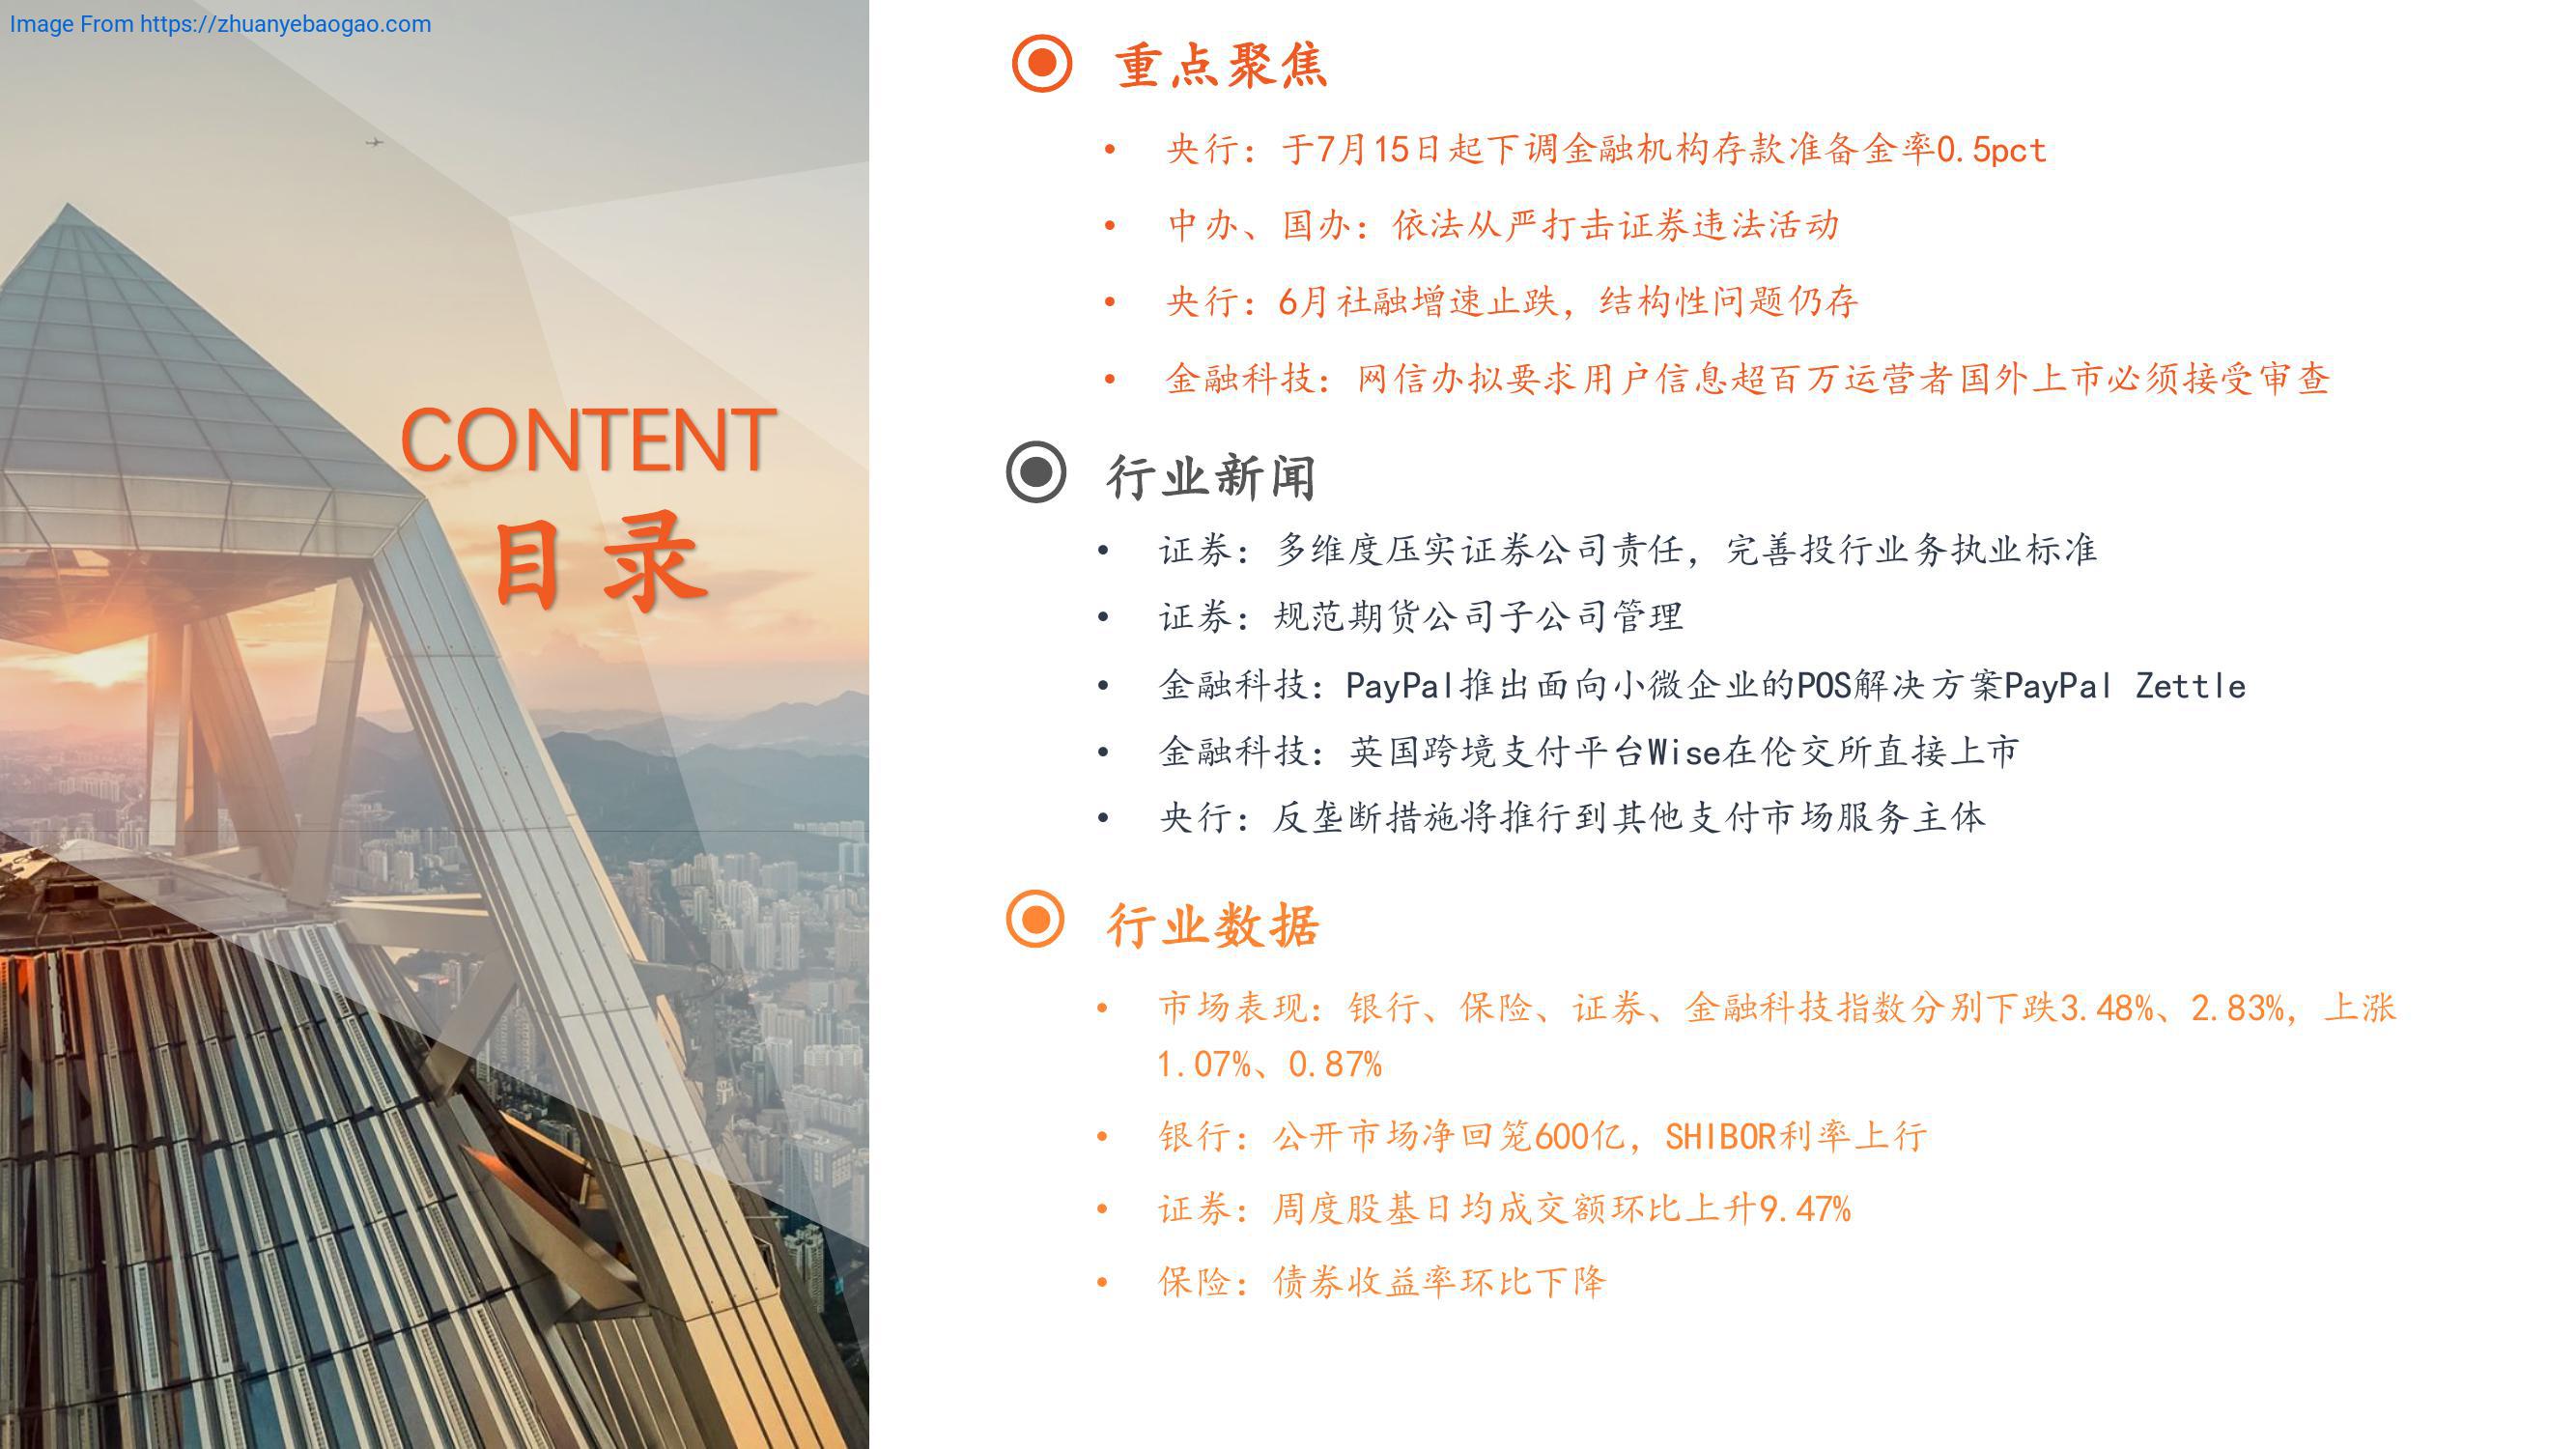 Image From https://zhuanyebaogao.com
CONTENT
目录
重点聚焦
• 央行：于7月15日起下调金融机构存款准备金率0.5pct
• 中办、国办：依法从严打击证券违法活动
• 央行：6月社融增速止跌，结构性问题仍存
• 金融科技：网信办拟要求用户信息超百万运营者国外上市必须接受审查
行业新闻
• 证券：多维度压实证券公司责任，完善投行业务执业标准
• 证券：规范期货公司子公司管理
• 金融科技：PayPal推出面向小微企业的POS解决方案PayPal Zettle
• 金融科技：英国跨境支付平台Wise在伦交所直接上市
• 央行：反垄断措施将推行到其他支付市场服务主体
行业数据
• 市场表现：银行、保险、证券、金融科技指数分别下跌3.48%、2.83%，上涨
1.07%、0.87%
• 银行：公开市场净回笼600亿，SHIBOR利率上行
• 证券：周度股基日均成交额环比上升9.47%
• 保险：债券收益率环比下降